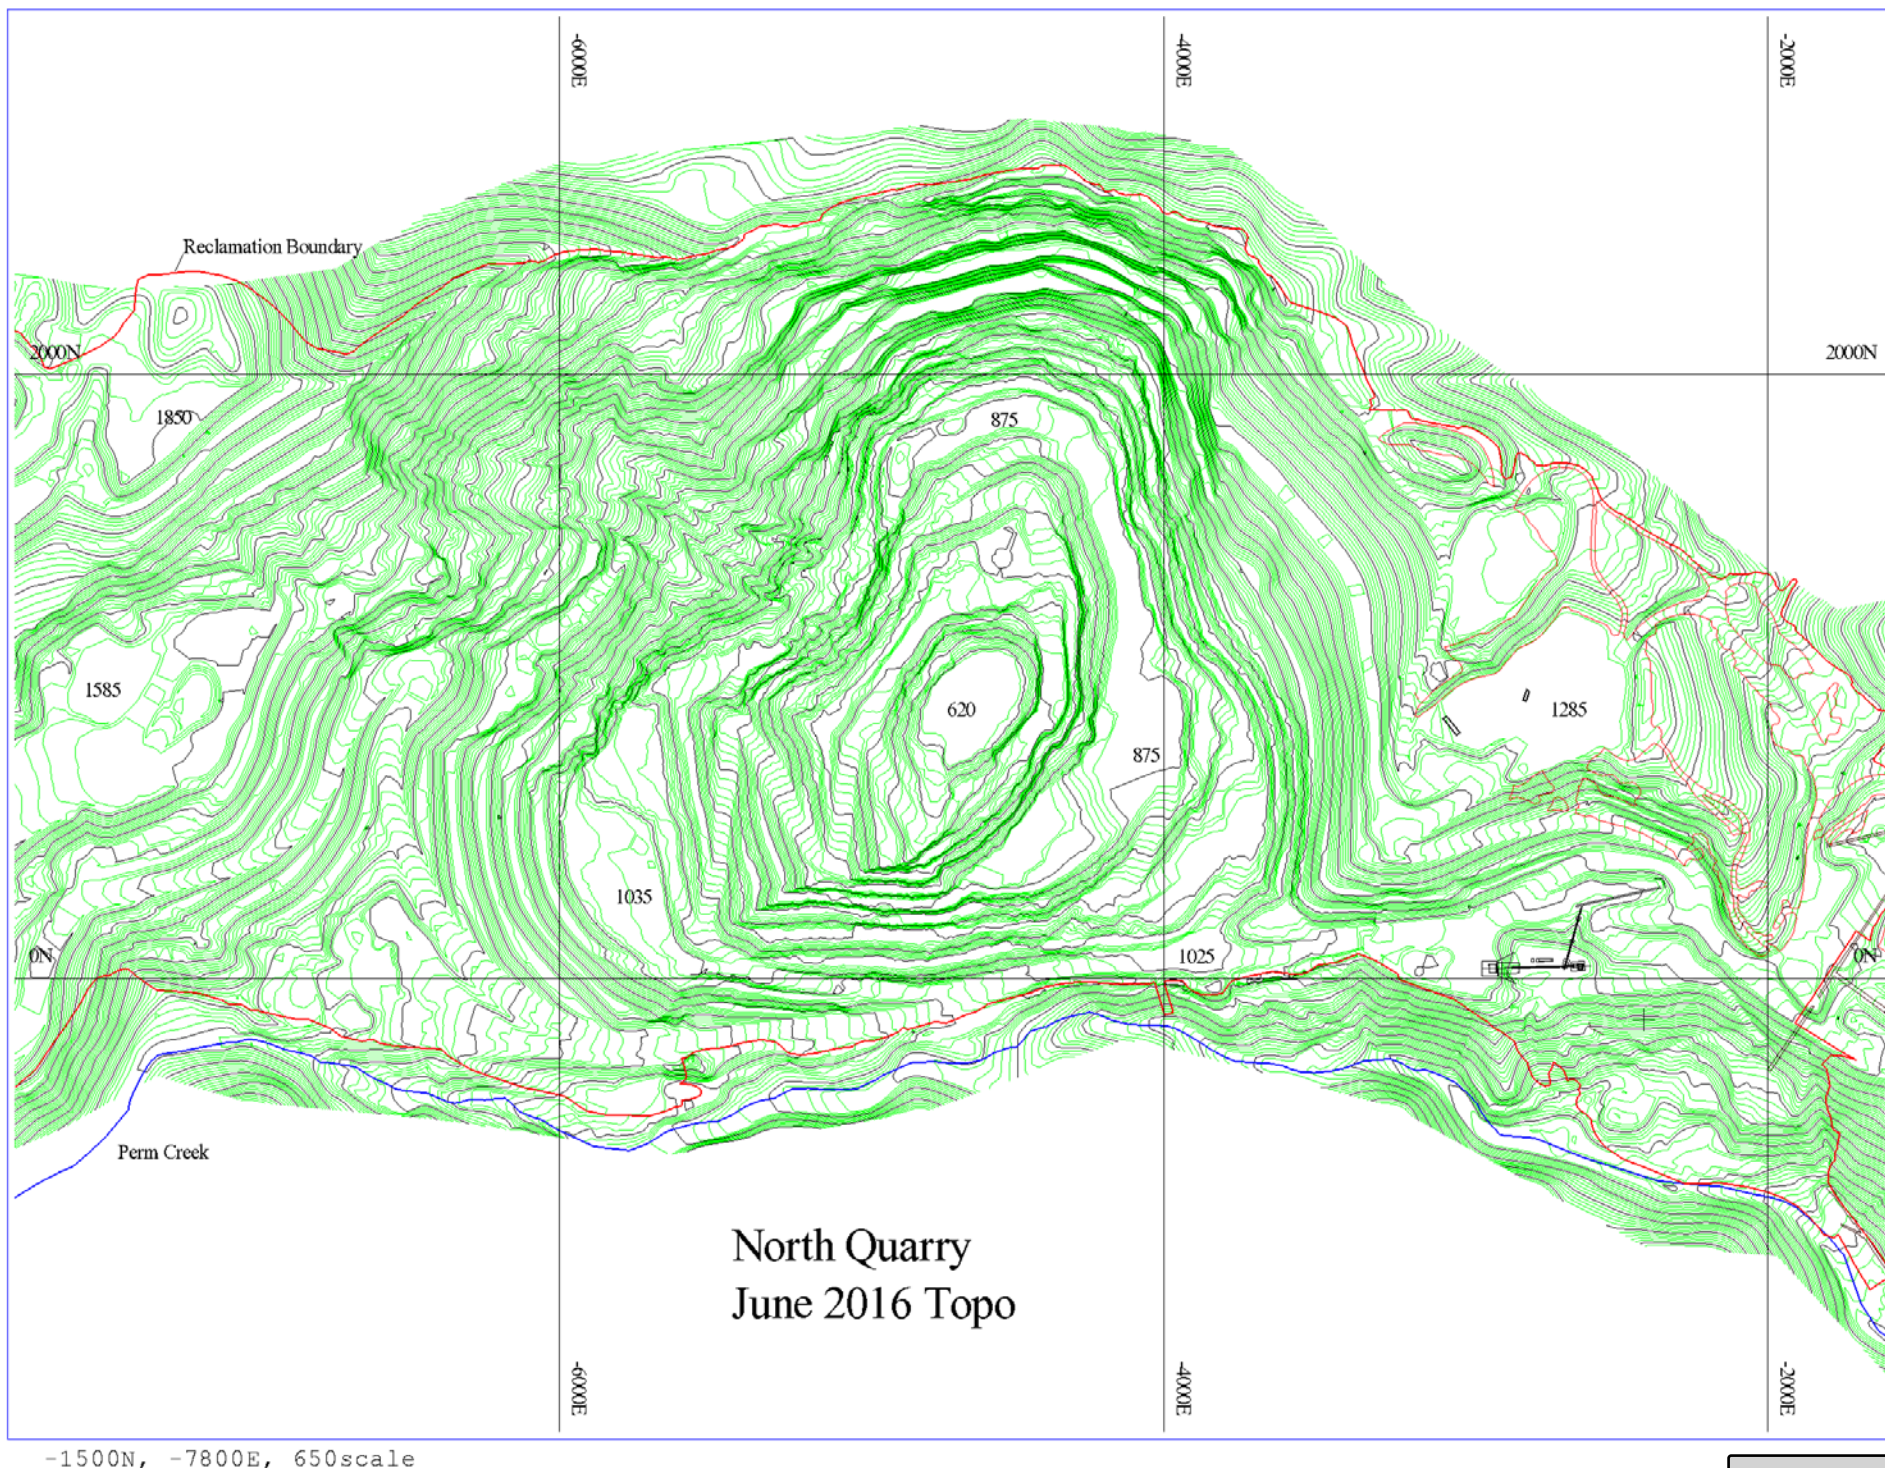 -6000E
-4000E
-2000E
Reclamation Boundary
2000N
2000N
1850
875
1585
620
1285
875
1035
0N
1025
0N
Perm Creek
North Quarry
June 2016 Topo
-6000E
-4000E
-2000E
-1500N, -7800E, 650scale